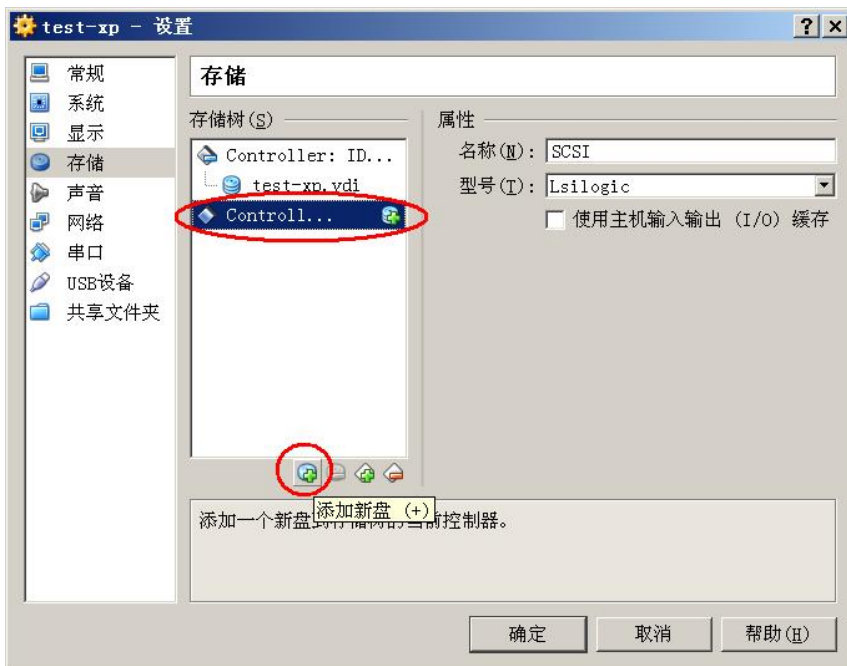 test-xp - 设置
常规
系统
显示
存储
声音
网络
串口
USB设备
共享文件夹
存储
存储树(S)
Controller: ID...
test-xp.vdi
Controll...
属性
名称(N): SCSI
型号(T): Lsilogic
使用主机输入输出 (I/O) 缓存
添加新盘 (+)
添加一个新盘到存储树的当前控制器。
确定
取消
帮助(H)